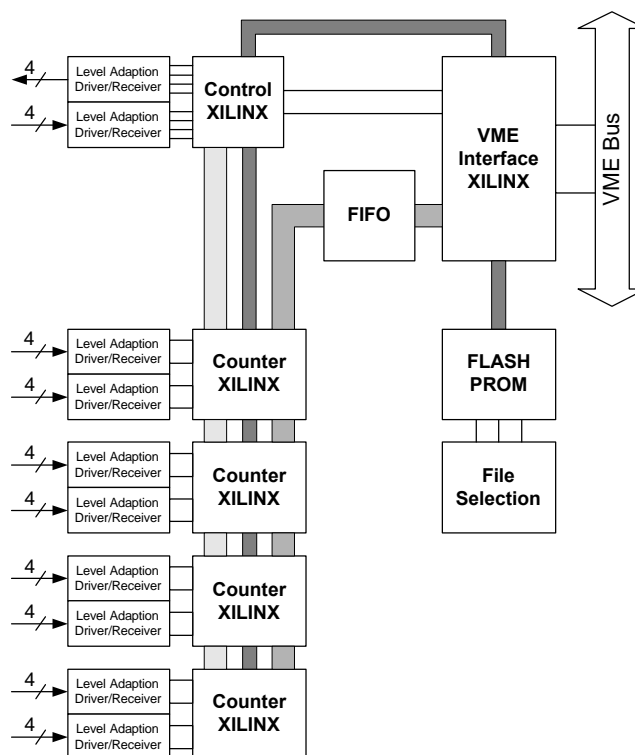 4
Level Adaption
Driver/Receiver
4
Level Adaption
Driver/Receiver
Control
XILINX
VME
Interface
XILINX
VME Bus
FIFO
4
Level Adaption
Driver/Receiver
4
Level Adaption
Driver/Receiver
Counter
XILINX
FLASH
PROM
4
Level Adaption
Driver/Receiver
4
Level Adaption
Driver/Receiver
Counter
XILINX
File
Selection
4
Level Adaption
Driver/Receiver
4
Level Adaption
Driver/Receiver
Counter
XILINX
4
Level Adaption
Driver/Receiver
4
Level Adaption
Driver/Receiver
Counter
XILINX